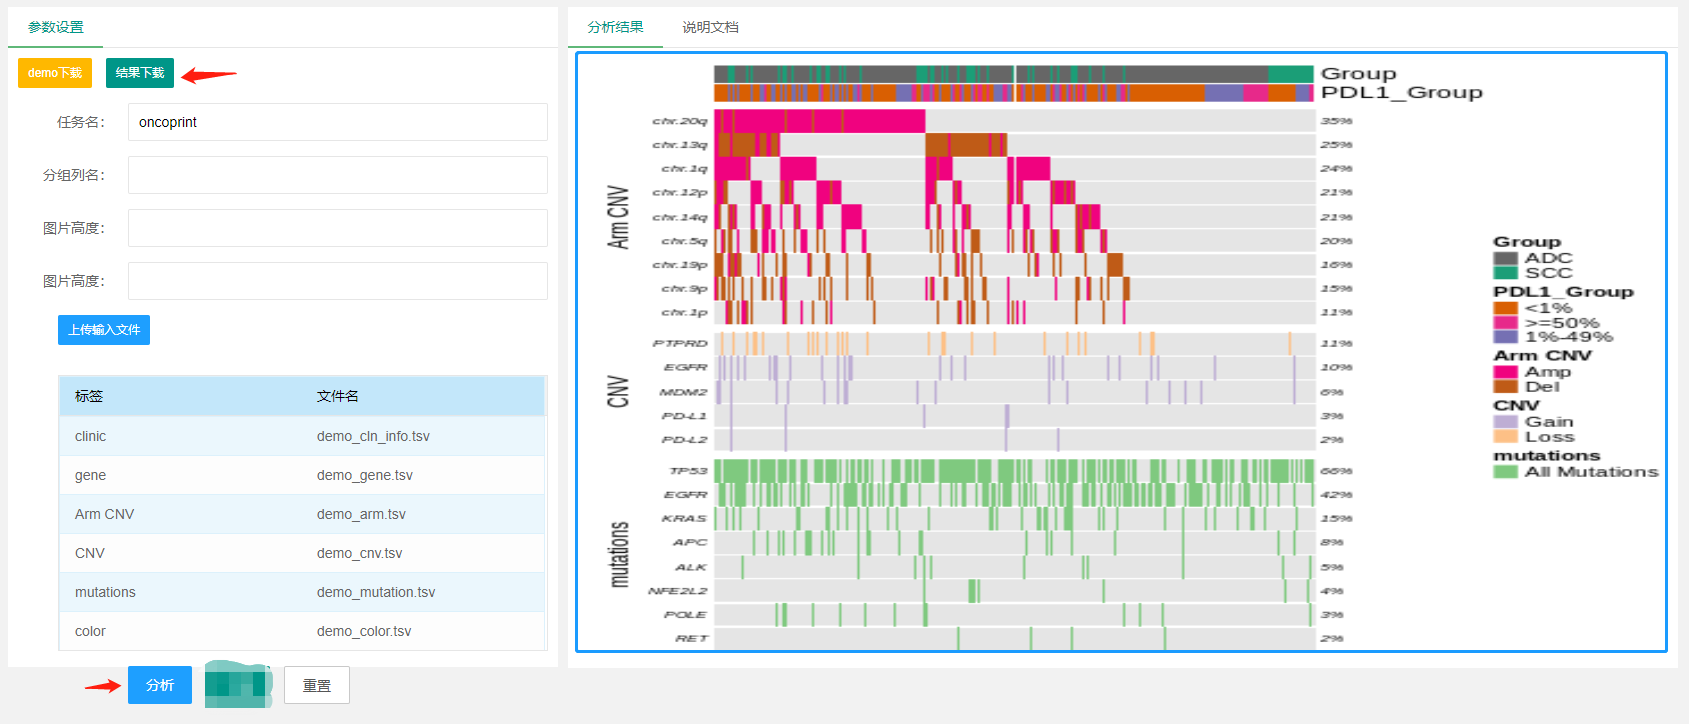 参数设置
demo下载
结果下载
任务名：
oncoprint
分组列名：
图片高度：
图片高度：
上传输入文件
标签 文件名
clinic demo_cln_info.tsv
gene demo_gene.tsv
Arm CNV demo_arm.tsv
CNV demo_cnv.tsv
mutations demo_mutation.tsv
color demo_color.tsv
分析
重置
分析结果
说明文档
Group
PDL1_Group
Arm CNV
chr.20q 35%
chr.13q 25%
chr.1q 24%
chr.12p 21%
chr.14q 21%
chr.5q 20%
chr.19p 16%
chr.9p 15%
chr.1p 11%
CNV
PTPRD 11%
EGFR 10%
MDM2 6%
PD-L1 3%
PD-L2 2%
mutations
TP53 66%
EGFR 42%
KRAS 15%
APC 8%
ALK 5%
NFE2L2 4%
POLE 3%
RET 2%
Group
ADC
SCC
PDL1_Group
<1%
>=50%
1%-49%
Arm CNV
Amp
Del
CNV
Gain
Loss
mutations
All Mutations